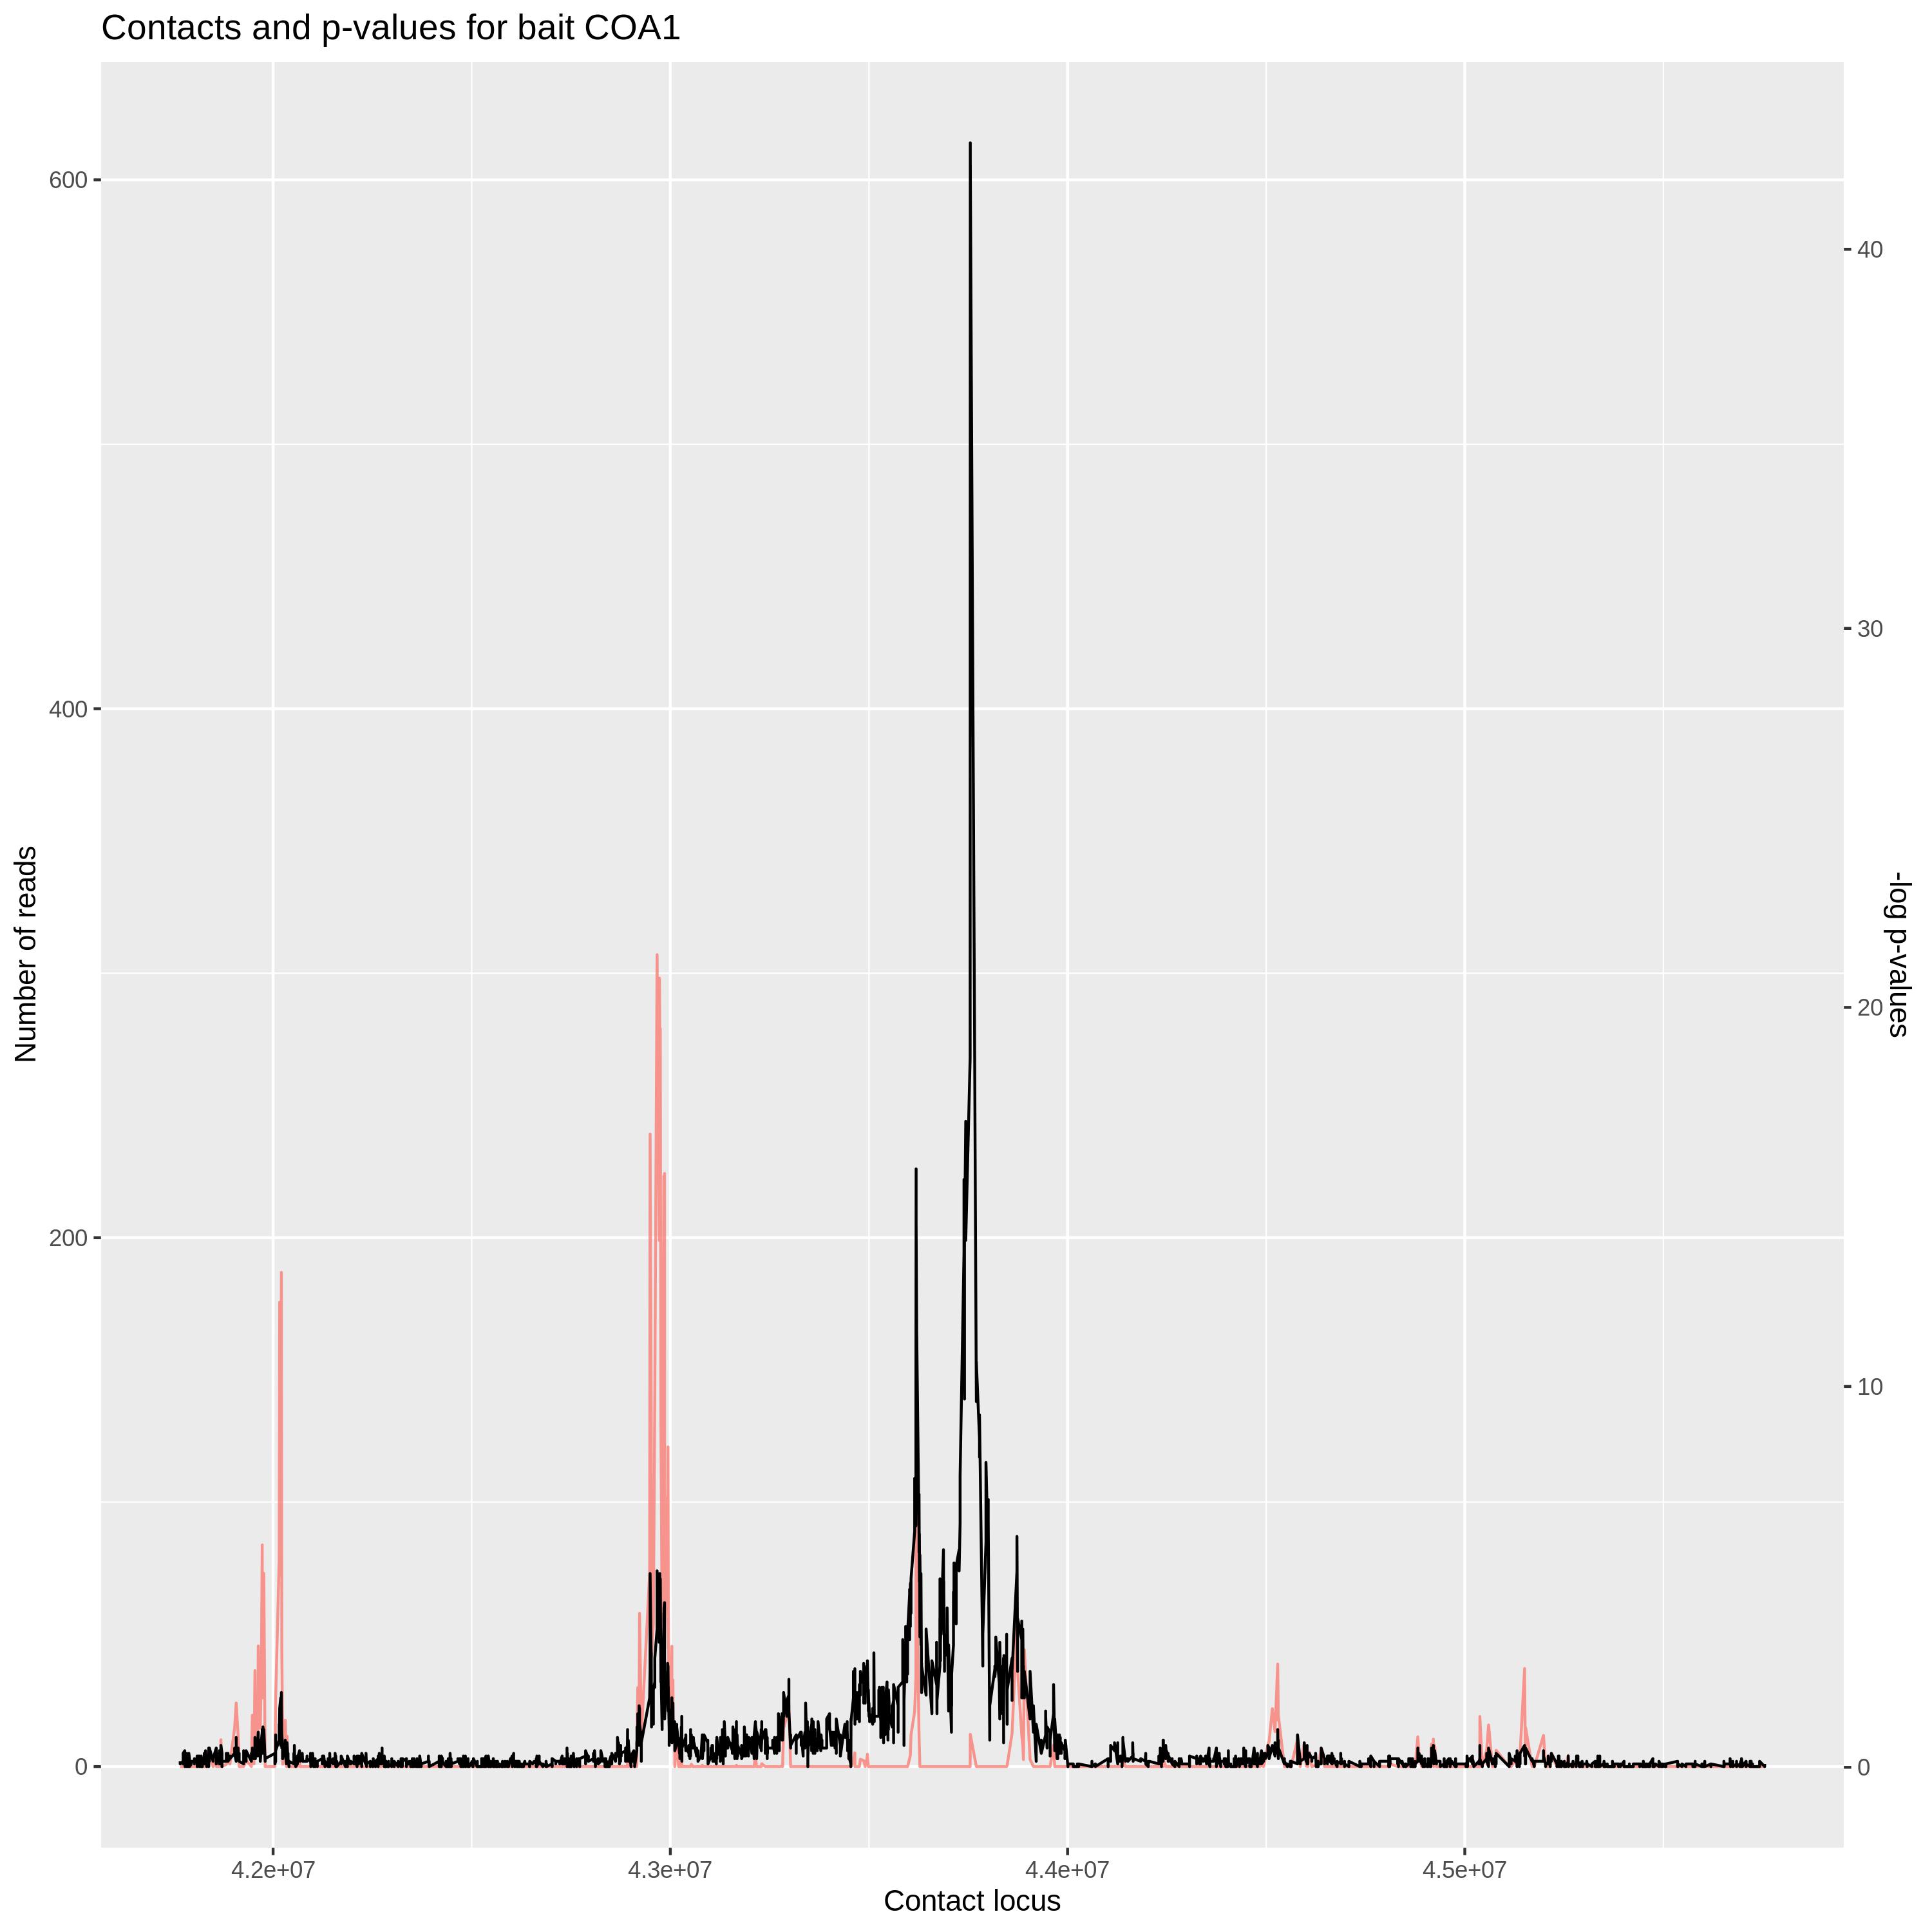 Contacts and p-values for bait COA1
600
400
200
0
Number of reads
40
30
20
10
0
-log p-values
4.2e+07
4.3e+07
4.4e+07
4.5e+07
Contact locus